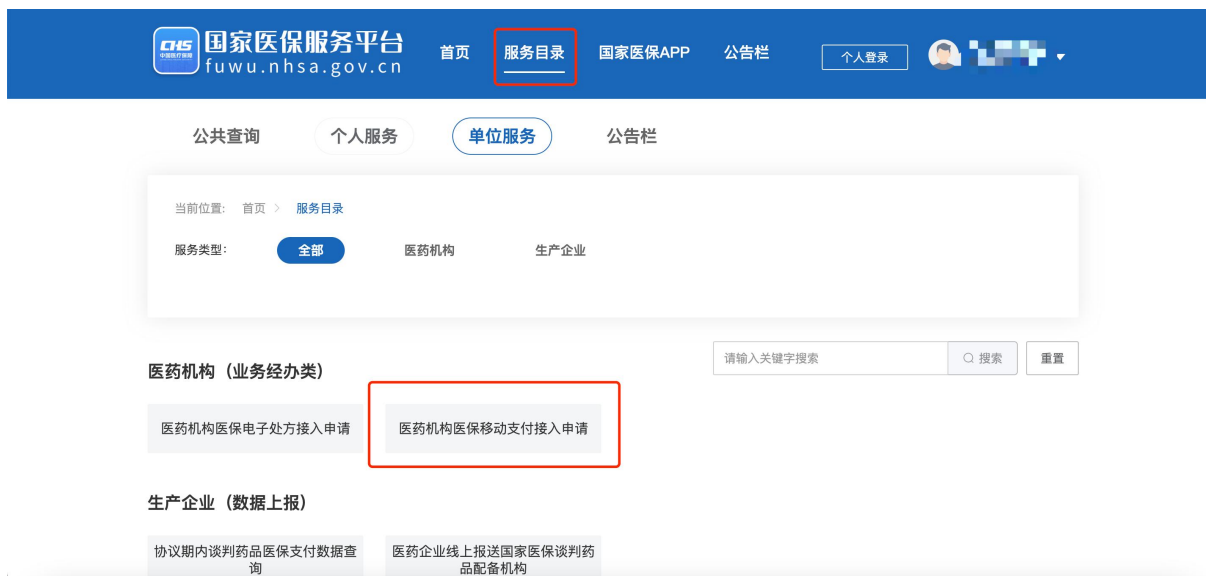 CHS 国家医保服务平台
中国医疗保障 fuwu.nhsa.gov.cn
首页 服务目录 国家医保APP 公告栏 个人登录
公共查询 个人服务 单位服务 公告栏
当前位置: 首页 > 服务目录
服务类型: 全部 医药机构 生产企业
请输入关键字搜索 搜索 重置
医药机构（业务经办类）
医药机构医保电子处方接入申请 医药机构医保移动支付接入申请
生产企业（数据上报）
协议期内谈判药品医保支付数据查
询
医药企业线上报送国家医保谈判药
品配备机构